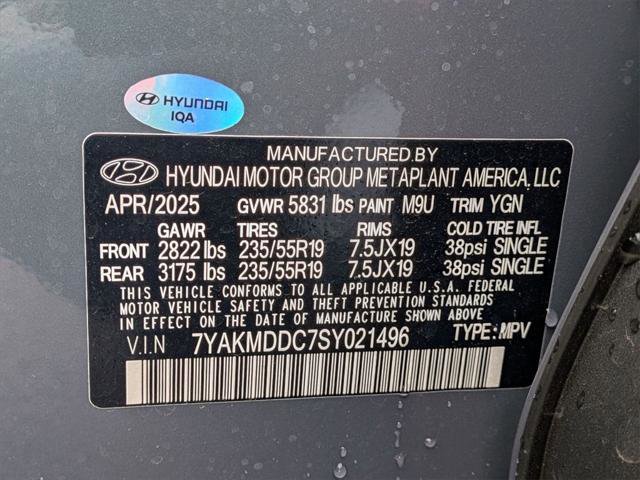 HYUNDAI
IQA
MANUFACTURED BY
HYUNDAI MOTOR GROUP METAPLANT AMERICA, LLC
APR/2025 GVWR 5831 lbs PAINT M9U TRIM YGN
GAWR TIRES RIMS COLD TIRE INFL
FRONT 2822 lbs 235/55R19 7.5JX19 38psi SINGLE
REAR 3175 lbs 235/55R19 7.5JX19 38psi SINGLE
THIS VEHICLE CONFORMS TO ALL APPLICABLE U.S.A. FEDERAL
MOTOR VEHICLE SAFETY AND THEFT PREVENTION STANDARDS
IN EFFECT ON THE DATE OF MANUFACTURE SHOWN ABOVE.
V.I.N 7YAKMDDC7SY021496 TYPE: MPV